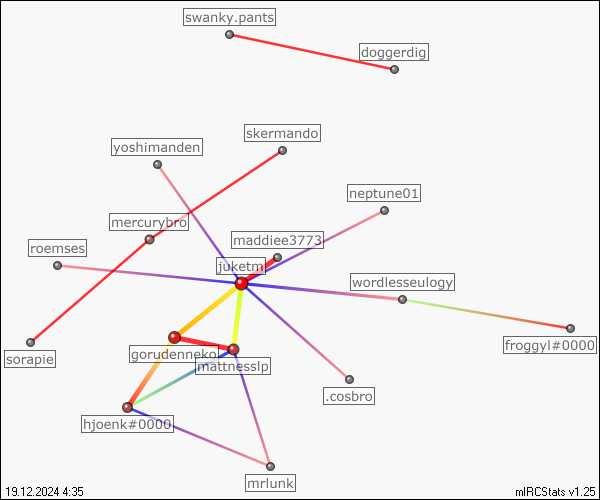 swanky.pants
doggerdig
skermando
yoshimanden
neptune01
mercurybro
maddiee3773
roemses
juketm
wordlesseulogy
froggyl#0000
gorudenneko
sorapie
mattnesslp
.cosbro
hjoenk#0000
mrlunk
19.12.2024 4:35
mIRCStats v1.25